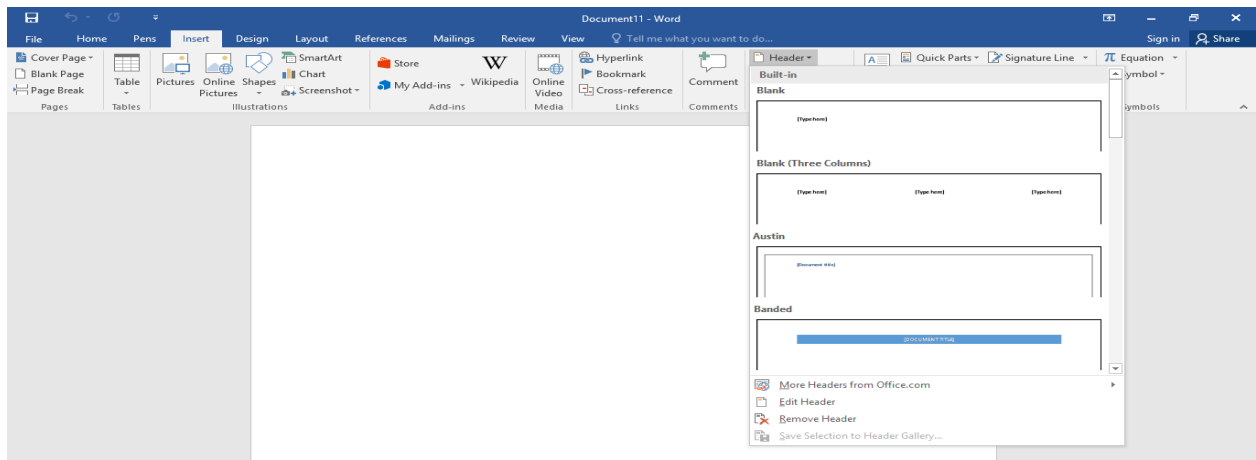 Document11 - Word
File Home Pens Insert Design Layout References Mailings Review View Tell me what you want to do... Sign in Share
Cover Page
Blank Page
Page Break
Pages
Table
Tables
Pictures
Online Pictures
Shapes
SmartArt
Chart
Screenshot
Illustrations
Store
My Add-ins
Wikipedia
Add-ins
Online Video
Media
Hyperlink
Bookmark
Cross-reference
Links
Comment
Comments
Header
Quick Parts
Signature Line
Equation
ymbol
ymbols
Built-in
Blank
[Type here]
Blank (Three Columns)
[Type here] [Type here] [Type here]
Austin
[Document title]
Banded
[DOCUMENT TITLE]
More Headers from Office.com
Edit Header
Remove Header
Save Selection to Header Gallery...